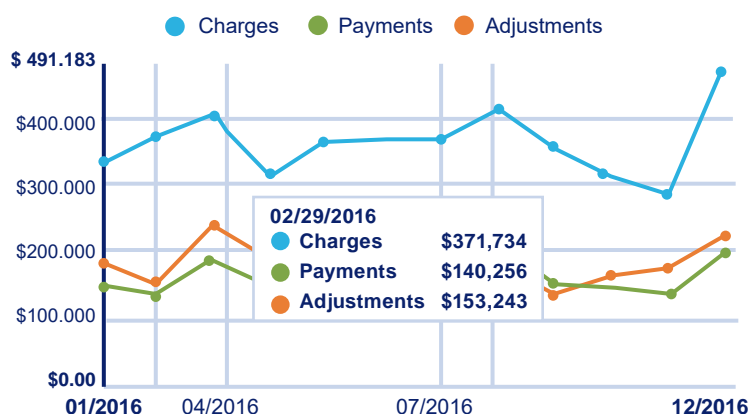 Charges Payments Adjustments
$ 491.183
$400.000
$300.000
$200.000
$100.000
$0.00
02/29/2016
Charges $371,734
Payments $140,256
Adjustments $153,243
01/2016 04/2016 07/2016 12/2016